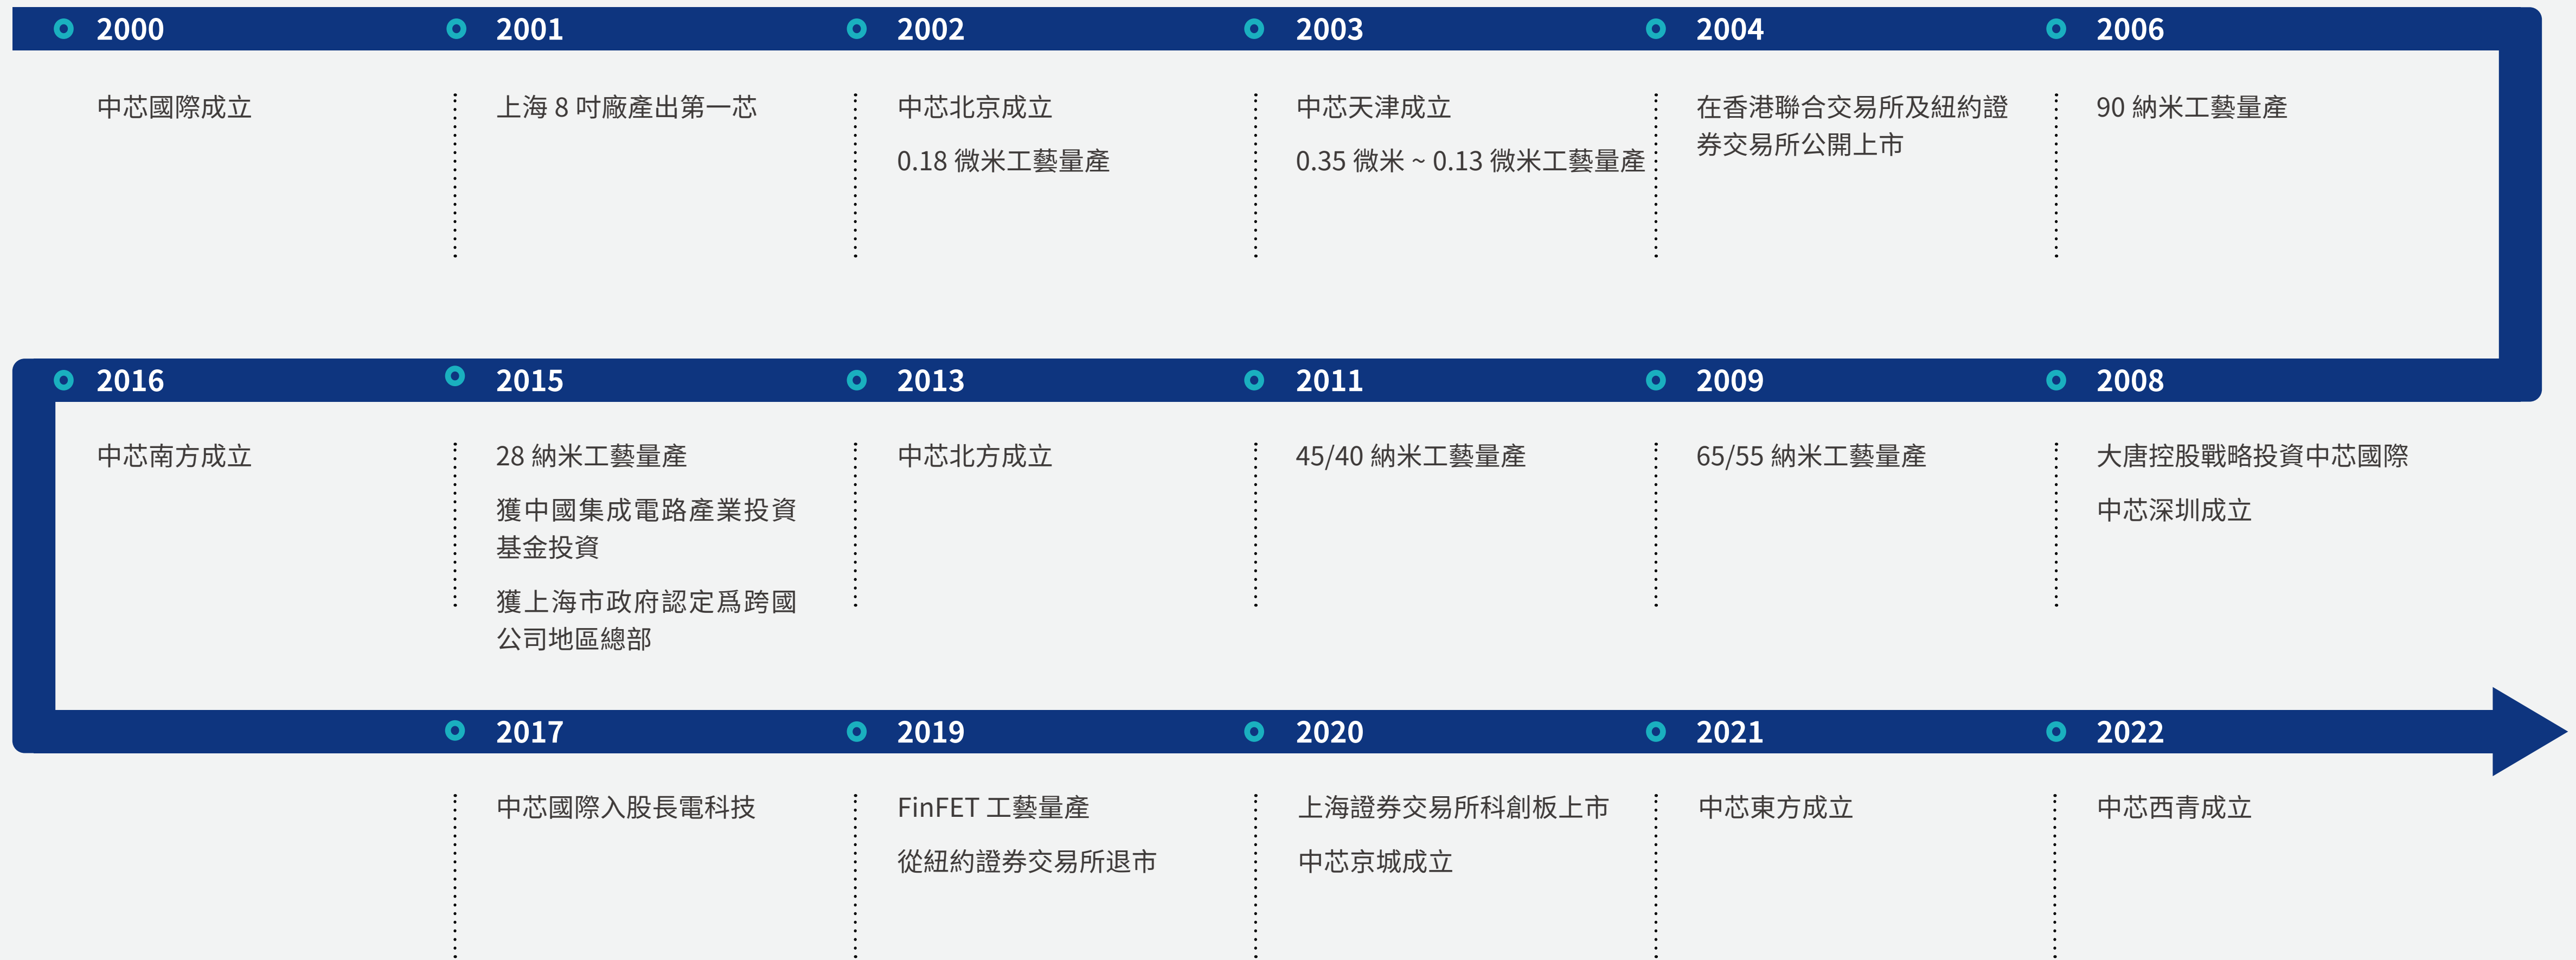 2000
中芯國際成立
2001
上海 8 吋廠產出第一芯
2002
中芯北京成立
0.18 微米工藝量產
2003
中芯天津成立
0.35 微米 ~ 0.13 微米工藝量產
2004
在香港聯合交易所及紐約證
券交易所公開上市
2006
90 納米工藝量產
2008
大唐控股戰略投資中芯國際
中芯深圳成立
2009
65/55 納米工藝量產
2011
45/40 納米工藝量產
2013
中芯北方成立
2015
28 納米工藝量產
獲中國集成電路產業投資
基金投資
獲上海市政府認定爲跨國
公司地區總部
2016
中芯南方成立
2017
中芯國際入股長電科技
2019
FinFET 工藝量產
從紐約證券交易所退市
2020
上海證券交易所科創板上市
中芯京城成立
2021
中芯東方成立
2022
中芯西青成立